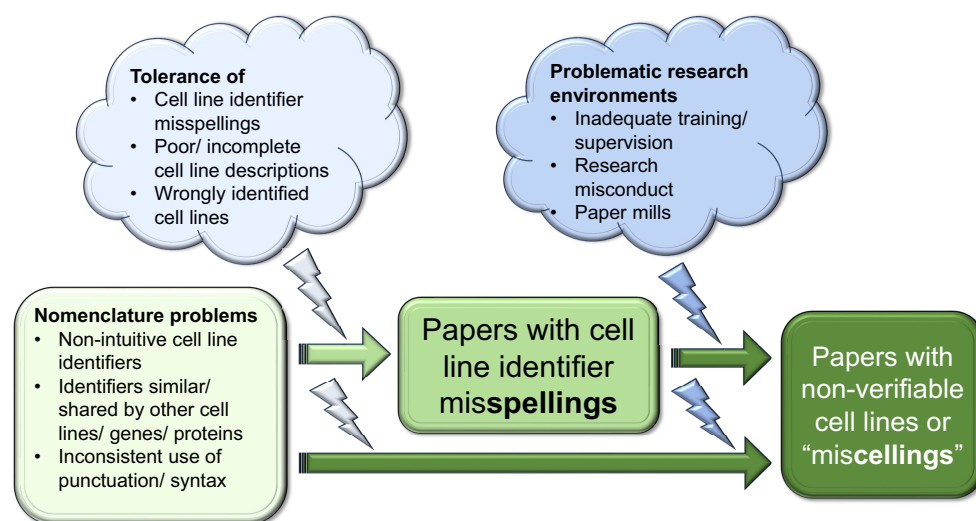 Tolerance of
• Cell line identifier
misspellings
• Poor/ incomplete
cell line descriptions
• Wrongly identified
cell lines
Problematic research
environments
• Inadequate training/
supervision
• Research
misconduct
• Paper mills
Nomenclature problems
• Non-intuitive cell line
identifiers
• Identifiers similar/
shared by other cell
lines/ genes/ proteins
• Inconsistent use of
punctuation/ syntax
Papers with cell
line identifier
misspellings
Papers with
non-verifiable
cell lines or
“miscellings”